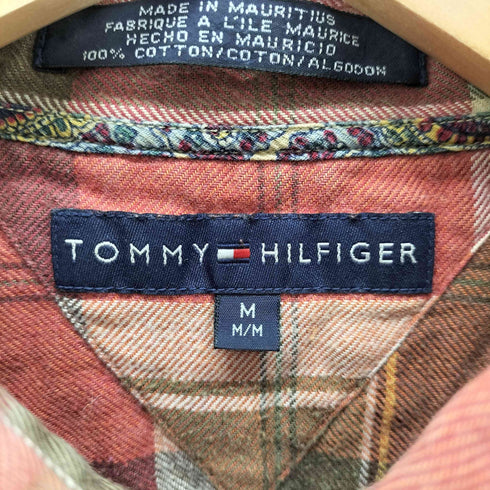 MADE IN MAURITIUS
FABRIQUE A L'ILE MAURICE
HECHO EN MAURICIO
100% COTTON/COTON/ALGODON
TOMMY HILFIGER
M
M/M